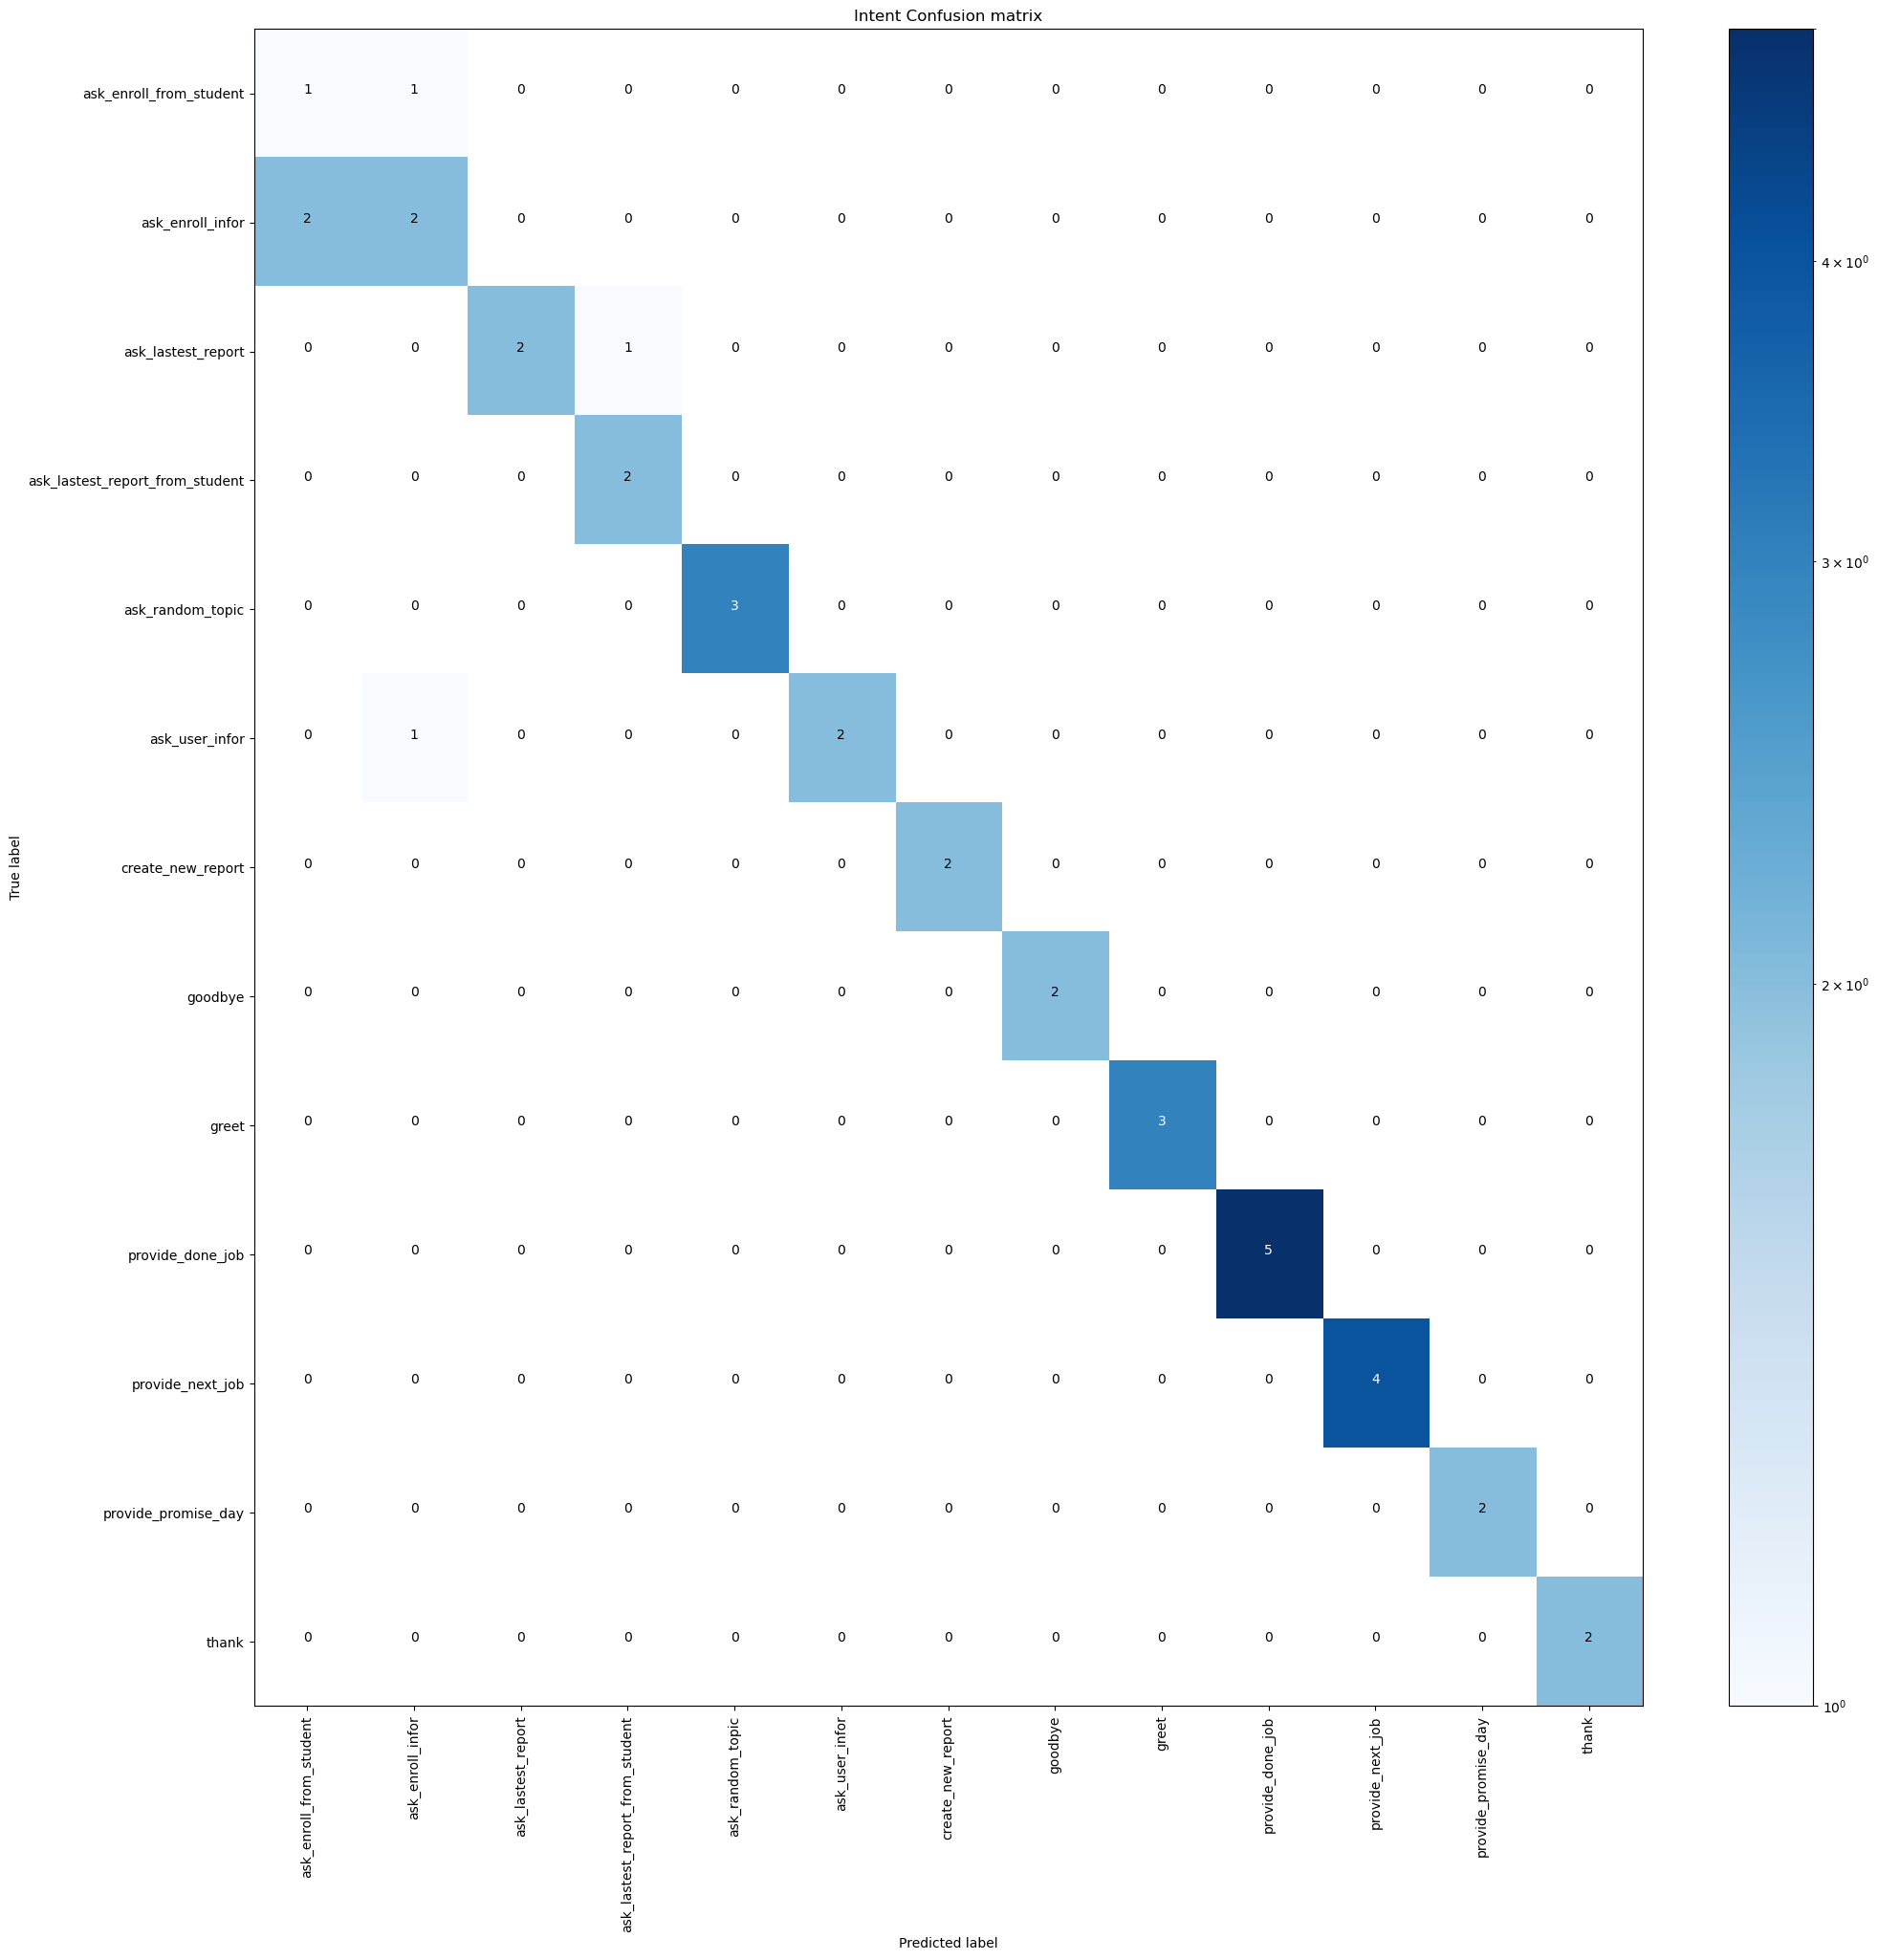 Intent Confusion matrix
ask_enroll_from_student 1 1 0 0 0 0 0 0 0 0 0 0 0
ask_enroll_infor 2 2 0 0 0 0 0 0 0 0 0 0 0
ask_lastest_report 0 0 2 1 0 0 0 0 0 0 0 0 0
ask_lastest_report_from_student 0 0 0 2 0 0 0 0 0 0 0 0 0
ask_random_topic 0 0 0 0 3 0 0 0 0 0 0 0 0
ask_user_infor 0 1 0 0 0 2 0 0 0 0 0 0 0
create_new_report 0 0 0 0 0 0 2 0 0 0 0 0 0
goodbye 0 0 0 0 0 0 0 2 0 0 0 0 0
greet 0 0 0 0 0 0 0 0 3 0 0 0 0
provide_done_job 0 0 0 0 0 0 0 0 0 5 0 0 0
provide_next_job 0 0 0 0 0 0 0 0 0 0 4 0 0
provide_promise_day 0 0 0 0 0 0 0 0 0 0 0 2 0
thank 0 0 0 0 0 0 0 0 0 0 0 0 2
True label
ask_enroll_from_student
ask_enroll_infor
ask_lastest_report
ask_lastest_report_from_student
ask_random_topic
ask_user_infor
create_new_report
goodbye
greet
provide_done_job
provide_next_job
provide_promise_day
thank
Predicted label
4 × 10⁰
3 × 10⁰
2 × 10⁰
10⁰